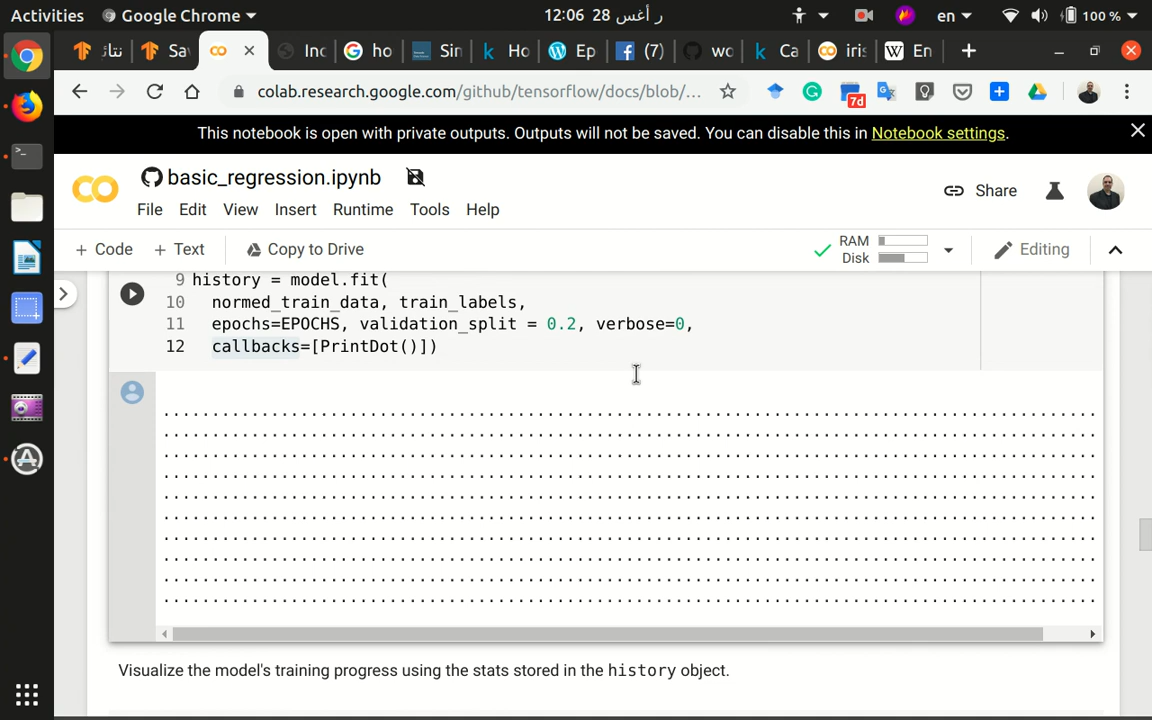 Activities Google Chrome 12:06 28 ر أغس en 100 %
نتائ Sa Inc ho Sin Ho Ep (7) wo Ca iris En
colab.research.google.com/github/tensorflow/docs/blob/... 7d
This notebook is open with private outputs. Outputs will not be saved. You can disable this in Notebook settings.
basic_regression.ipynb
Share
File Edit View Insert Runtime Tools Help
+ Code + Text Copy to Drive RAM Disk Editing
9 history = model.fit(
10 normed_train_data, train_labels,
11 epochs=EPOCHS, validation_split = 0.2, verbose=0,
12 callbacks=[PrintDot()])
....................................................................................................
....................................................................................................
....................................................................................................
....................................................................................................
....................................................................................................
....................................................................................................
....................................................................................................
....................................................................................................
....................................................................................................
....................................................................................................
Visualize the model's training progress using the stats stored in the history object.